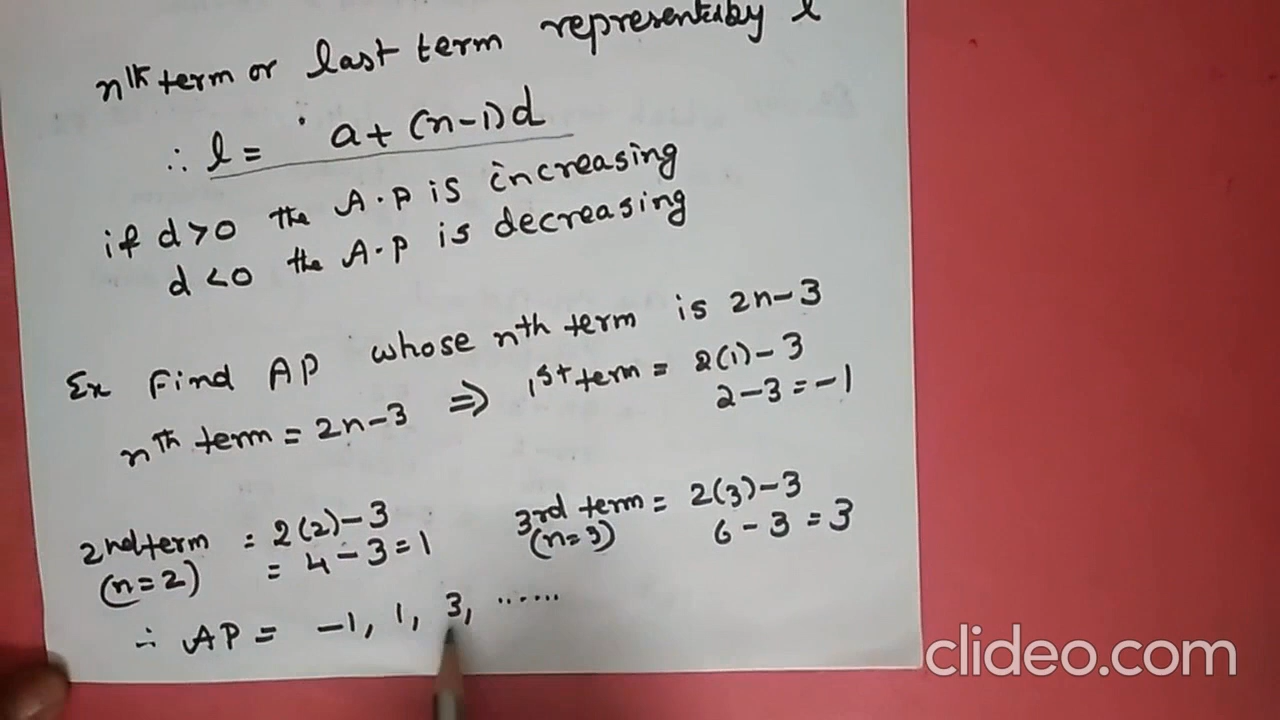 nth term or last term represented by l
∴ l = a + (n-1)d
if d>0 the A.P is increasing
d<0 the A.P is decreasing
Ex Find AP whose nth term is 2n-3
nth term = 2n-3 => 1st term = 2(1)-3
2-3 = -1
2nd term = 2(2)-3
(n=2) = 4-3=1
3rd term = 2(3)-3
(n=3) 6-3 = 3
∴ AP = -1, 1, 3, ......
clideo.com